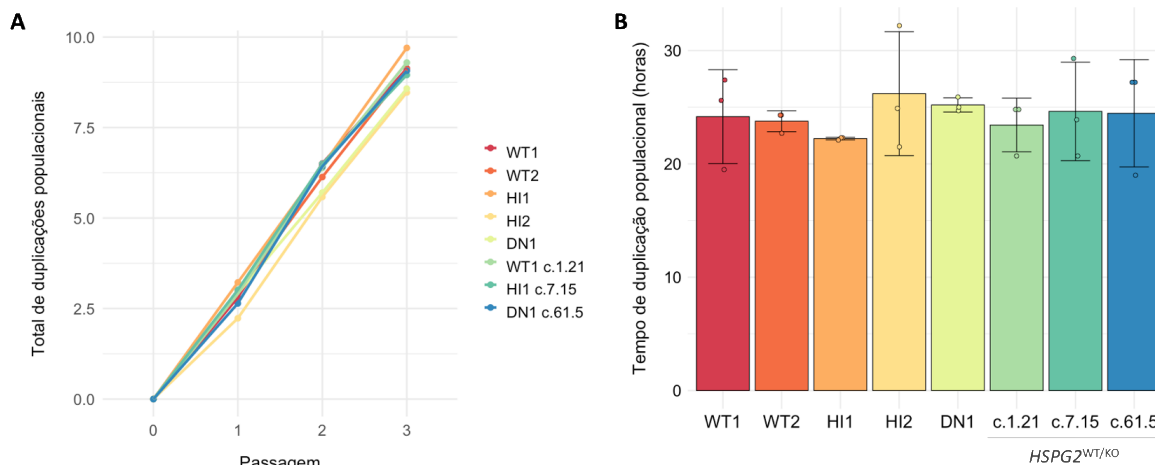 A
Total de duplicações populacionais
10.0
7.5
5.0
2.5
0.0
0 1 2 3
Passagem
WT1
WT2
HI1
HI2
DN1
WT1 c.1.21
HI1 c.7.15
DN1 c.61.5
B
Tempo de duplicação populacional (horas)
30
20
10
0
WT1 WT2 HI1 HI2 DN1 c.1.21 c.7.15 c.61.5
HSPG2WT/KO